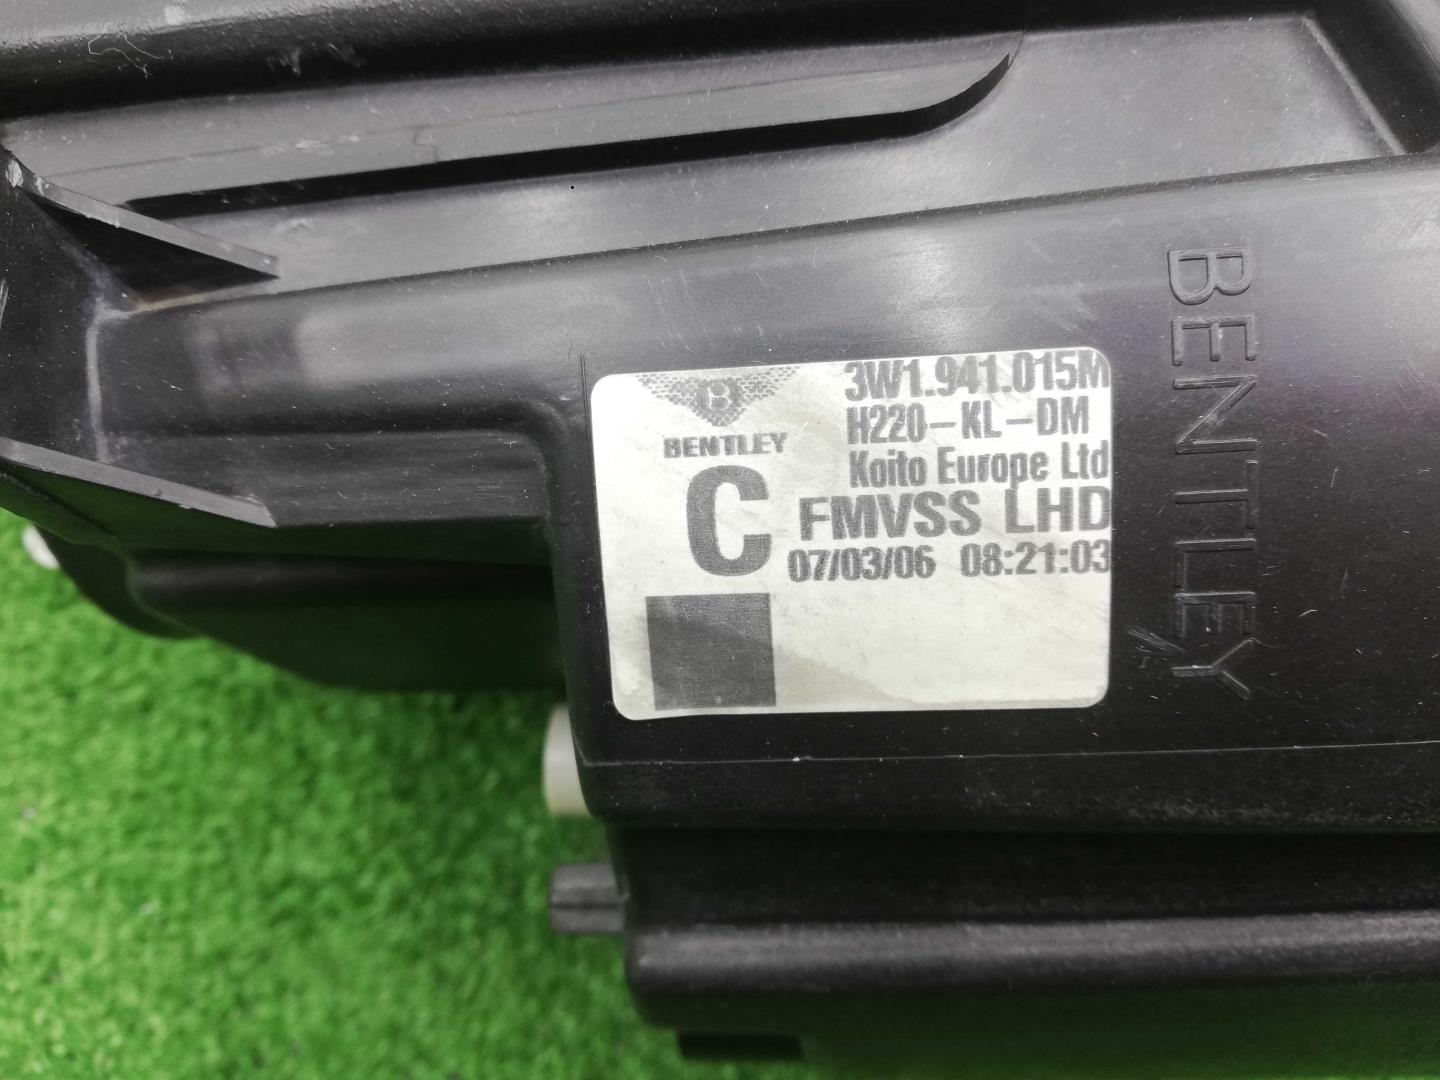 3W1.941.015M
H220-KL-DM
Koito Europe Ltd
B
BENTLEY
C
FMVSS LHD
07/03/06 08:21:03
BENTLEY